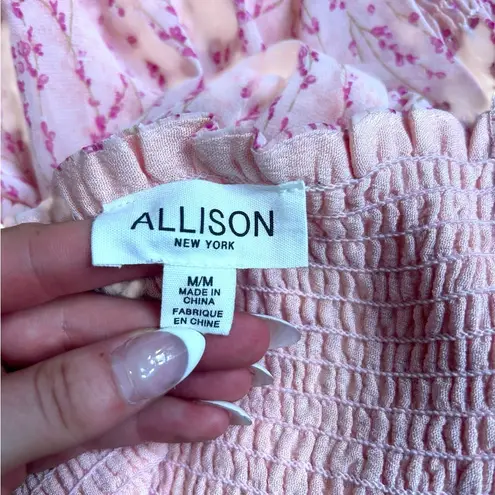 ALLISON
NEW YORK
M/M
MADE IN
CHINA
FABRIQUE
EN CHINE